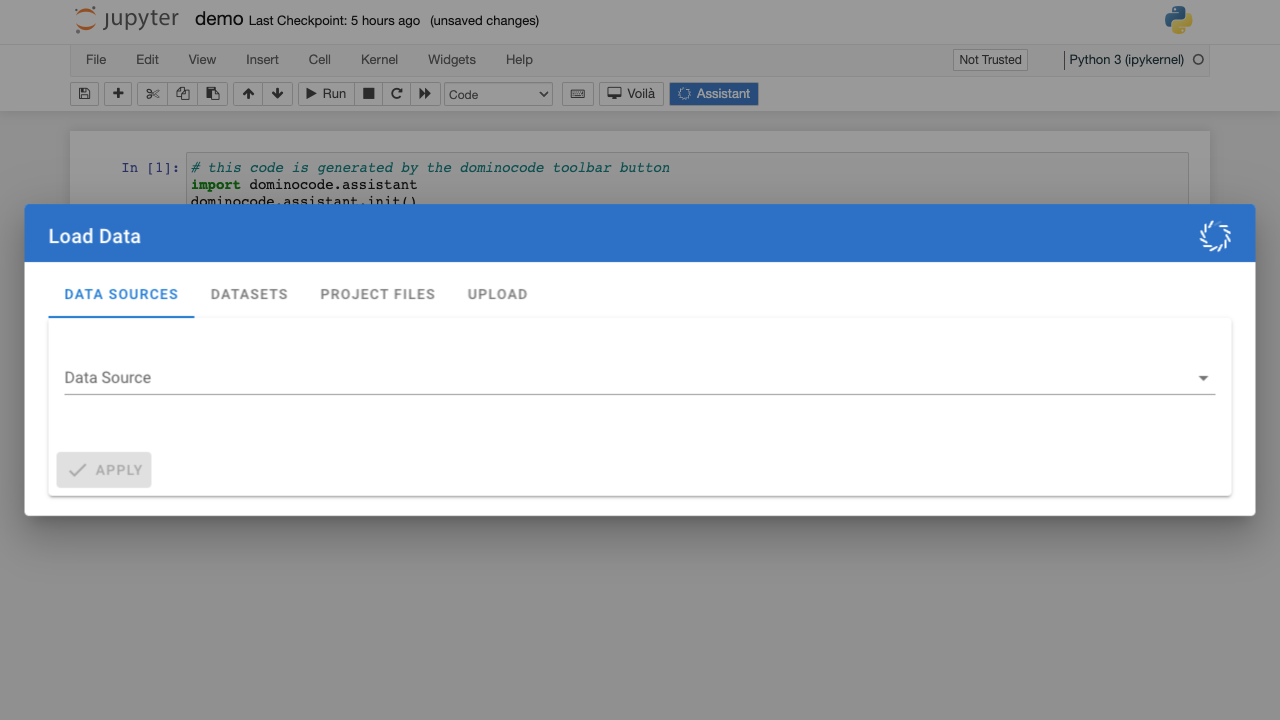 jupyter demo Last Checkpoint: 5 hours ago (unsaved changes)
File Edit View Insert Cell Kernel Widgets Help Not Trusted Python 3 (ipykernel)
Run Code Voilà Assistant
In [1]: # this code is generated by the dominocode toolbar button
import dominocode.assistant
dominocode.assistant.init()
Load Data
DATA SOURCES DATASETS PROJECT FILES UPLOAD
Data Source
APPLY